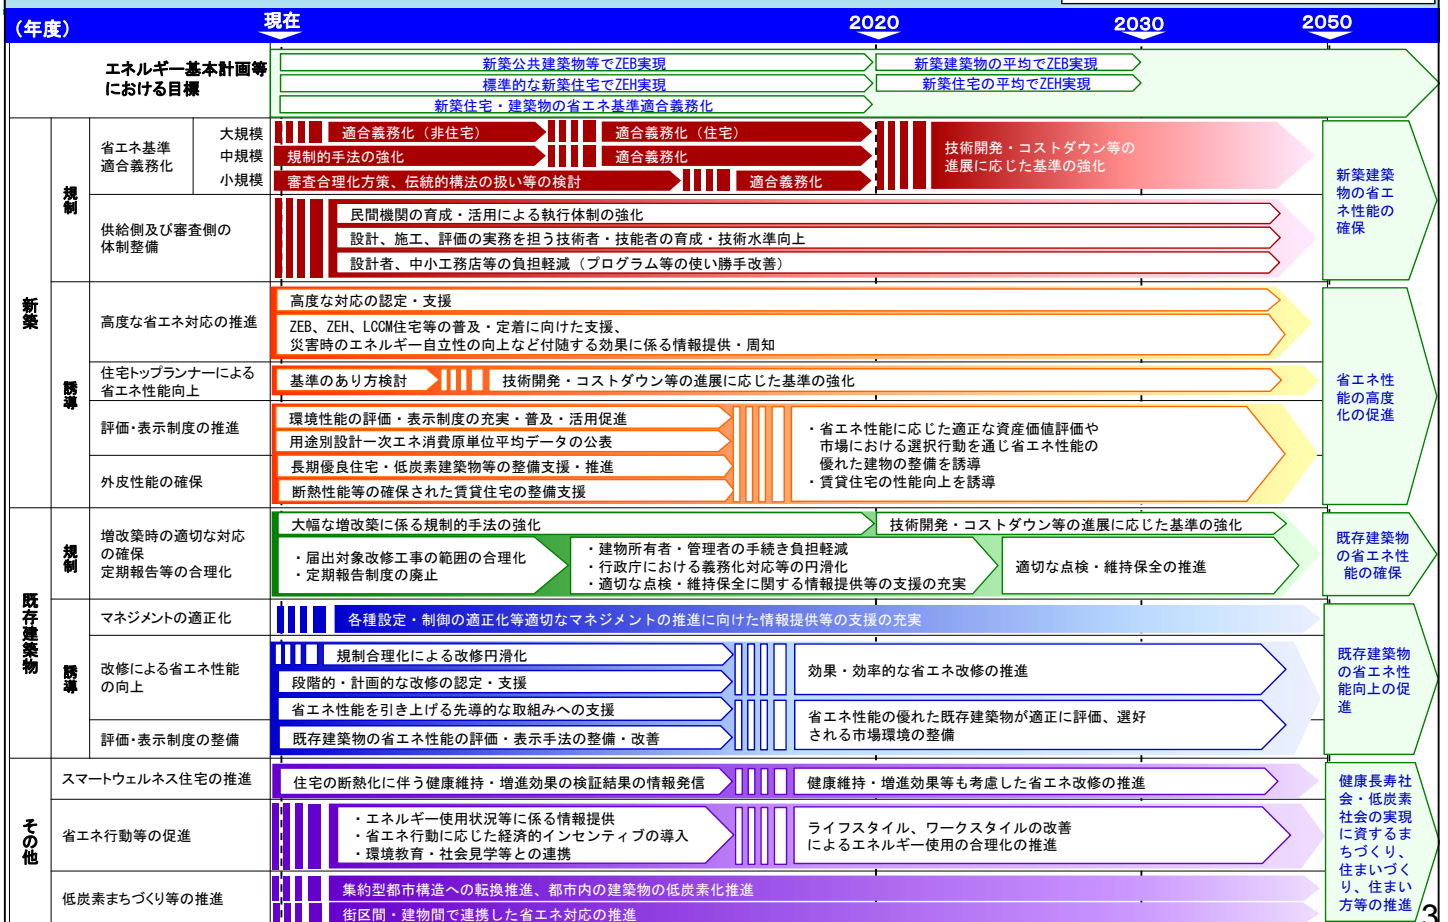 （年度）
現在
2020
2030
2050
エネルギー基本計画等
における目標
新築公共建築物等でZEB実現
新築建築物の平均でZEB実現
標準的な新築住宅でZEH実現
新築住宅の平均でZEH実現
新築住宅・建築物の省エネ基準適合義務化
新築
規制
省エネ基準
適合義務化
大規模
適合義務化（非住宅）
適合義務化（住宅）
中規模
規制的手法の強化
適合義務化
小規模
審査合理化方策、伝統的構法の扱い等の検討
適合義務化
技術開発・コストダウン等の
進展に応じた基準の強化
新築建築
物の省エ
ネ性能の
確保
供給側及び審査側の
体制整備
民間機関の育成・活用による執行体制の強化
設計、施工、評価の実務を担う技術者・技能者の育成・技術水準向上
設計者、中小工務店等の負担軽減（プログラム等の使い勝手改善）
誘導
高度な省エネ対応の推進
高度な対応の認定・支援
ZEB、ZEH、LCCM住宅等の普及・定着に向けた支援、
災害時のエネルギー自立性の向上など付随する効果に係る情報提供・周知
住宅トップランナーによる
省エネ性能向上
基準のあり方検討
技術開発・コストダウン等の進展に応じた基準の強化
省エネ性
能の高度
化の促進
評価・表示制度の推進
環境性能の評価・表示制度の充実・普及・活用促進
用途別設計一次エネ消費原単位平均データの公表
外皮性能の確保
長期優良住宅・低炭素建築物等の整備支援・推進
断熱性能等の確保された賃貸住宅の整備支援
・省エネ性能に応じた適正な資産価値評価や
市場における選択行動を通じ省エネ性能の
優れた建物の整備を誘導
・賃貸住宅の性能向上を誘導
既存建築物
規制
増改築時の適切な対応
の確保
定期報告等の合理化
大幅な増改築に係る規制的手法の強化
技術開発・コストダウン等の進展に応じた基準の強化
・届出対象改修工事の範囲の合理化
・定期報告制度の廃止
・建物所有者・管理者の手続き負担軽減
・行政庁における義務化対応等の円滑化
・適切な点検・維持保全に関する情報提供等の支援の充実
適切な点検・維持保全の推進
既存建築物
の省エネ性
能の確保
誘導
マネジメントの適正化
各種設定・制御の適正化等適切なマネジメントの推進に向けた情報提供等の支援の充実
改修による省エネ性能
の向上
規制合理化による改修円滑化
段階的・計画的な改修の認定・支援
省エネ性能を引き上げる先導的な取組みへの支援
効果・効率的な省エネ改修の推進
評価・表示制度の整備
既存建築物の省エネ性能の評価・表示手法の整備・改善
省エネ性能の優れた既存建築物が適正に評価、選好
される市場環境の整備
既存建築物
の省エネ性
能向上の促
進
その他
スマートウェルネス住宅の推進
住宅の断熱化に伴う健康維持・増進効果の検証結果の情報発信
健康維持・増進効果等も考慮した省エネ改修の推進
省エネ行動等の促進
・エネルギー使用状況等に係る情報提供
・省エネ行動に応じた経済的インセンティブの導入
・環境教育・社会見学等との連携
ライフスタイル、ワークスタイルの改善
によるエネルギー使用の合理化の推進
低炭素まちづくり等の推進
集約型都市構造への転換推進、都市内の建築物の低炭素化推進
街区間・建物間で連携した省エネ対応の推進
健康長寿社
会・低炭素
社会の実現
に資するま
ちづくり、
住まいづく
り、住まい
方等の推進
3